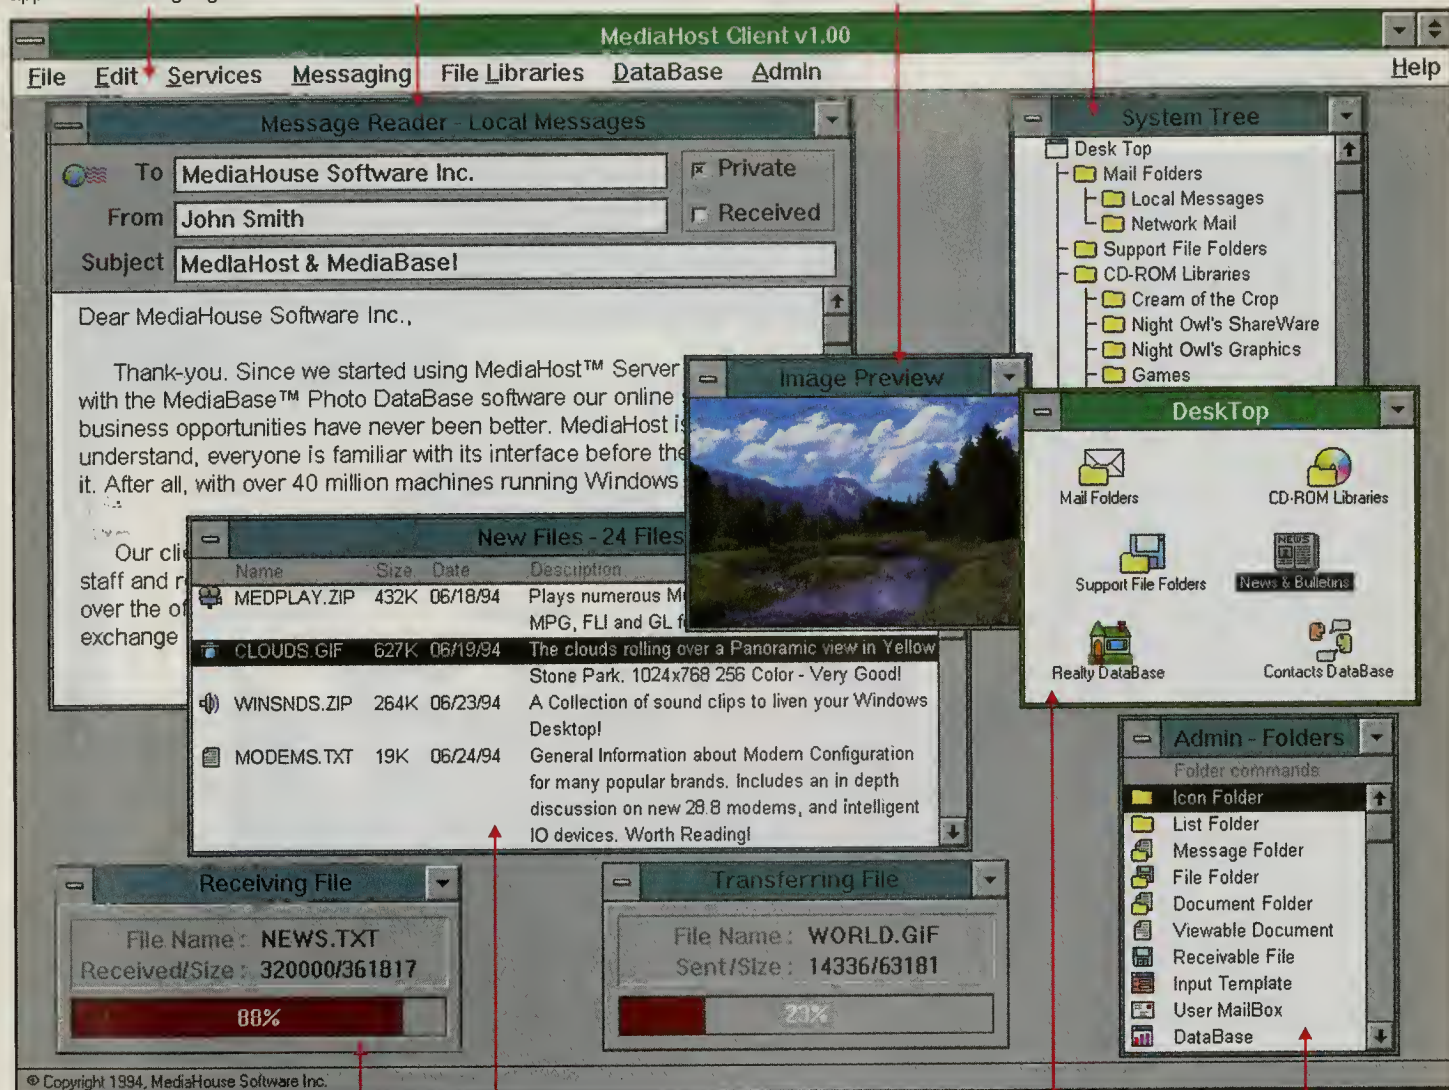 MediaHost Client v1.00
File Edit Services Messaging File Libraries DataBase Admin Help
Message Reader - Local Messages
To MediaHouse Software Inc.
Private
From John Smith
Received
Subject MediaHost & MediaBase!
Dear MediaHouse Software Inc.,
Thank-you. Since we started using MediaHost™ Server
with the MediaBase™ Photo DataBase software our online
business opportunities have never been better. MediaHost is
understand, everyone is familiar with its interface before the
it. After all, with over 40 million machines running Windows
Our clie
staff and r
over the of
exchange
System Tree
Desk Top
Mail Folders
Local Messages
Network Mail
Support File Folders
CD-ROM Libraries
Cream of the Crop
Night Owl's ShareWare
Night Owl's Graphics
Games
Image Preview
DeskTop
Mail Folders
CD-ROM Libraries
Support File Folders
NEWS
News & Bulletins
Realty DataBase
Contacts DataBase
New Files - 24 Files
Name Size Date Description
MEDPLAY.ZIP 432K 06/18/94 Plays numerous M
MPG, FLI and GL f
CLOUDS.GIF 627K 06/19/94 The clouds rolling over a Panoramic view in Yellow
Stone Park. 1024x768 256 Color - Very Good!
WINSNDS.ZIP 264K 06/23/94 A Collection of sound clips to liven your Windows
Desktop!
MODEMS.TXT 19K 06/24/94 General Information about Modem Configuration
for many popular brands. Includes an in depth
discussion on new 28.8 modems, and intelligent
IO devices. Worth Reading!
Admin - Folders
Folder commands
Icon Folder
List Folder
Message Folder
File Folder
Document Folder
Viewable Document
Receivable File
Input Template
User MailBox
DataBase
Receiving File
File Name : NEWS.TXT
Received/Size : 320000/361817
88%
Transferring File
File Name : WORLD.GIF
Sent/Size : 14336/63181
23%
© Copyright 1994, MediaHouse Software Inc.